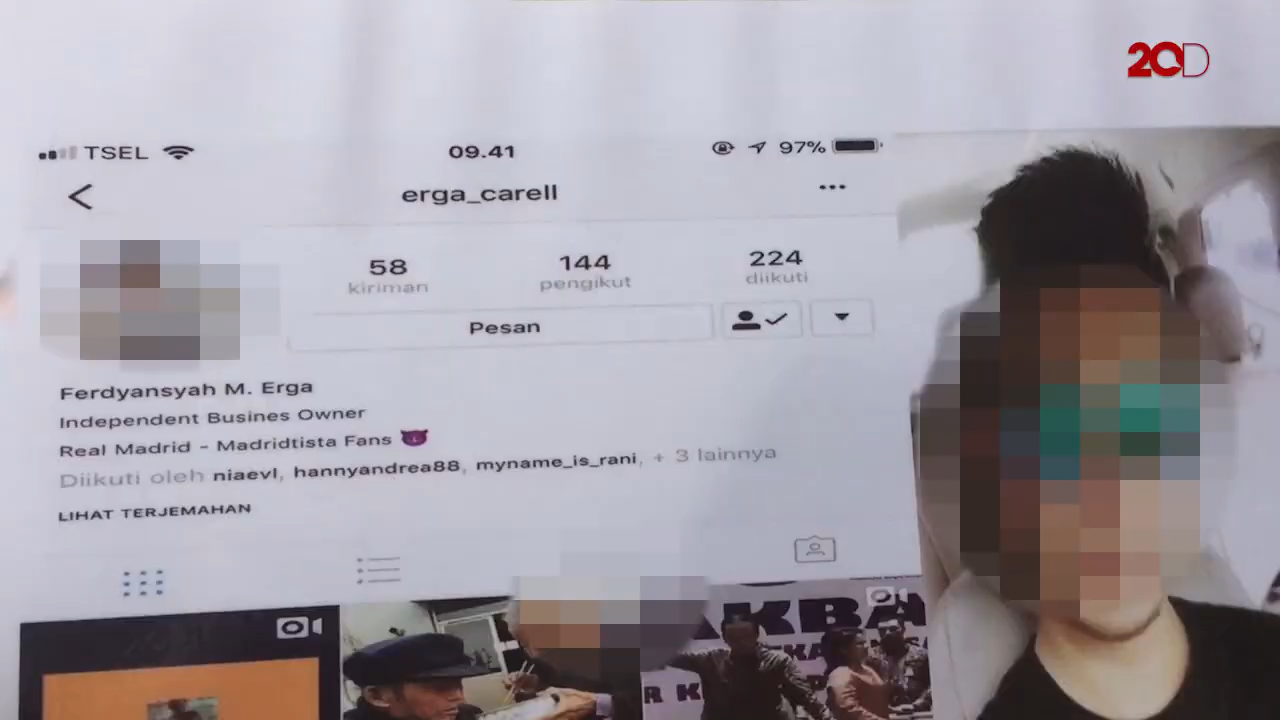 20D
TSEL 09.41 97%
erga_carell
58 144 224
kiriman pengikut diikuti
Pesan
Ferdyansyah M. Erga
Independent Busines Owner
Real Madrid - Madridtista Fans 😈
Diikuti oleh niaevl, hannyandrea88, myname_is_rani, + 3 lainnya
LIHAT TERJEMAHAN
AKBA
R K